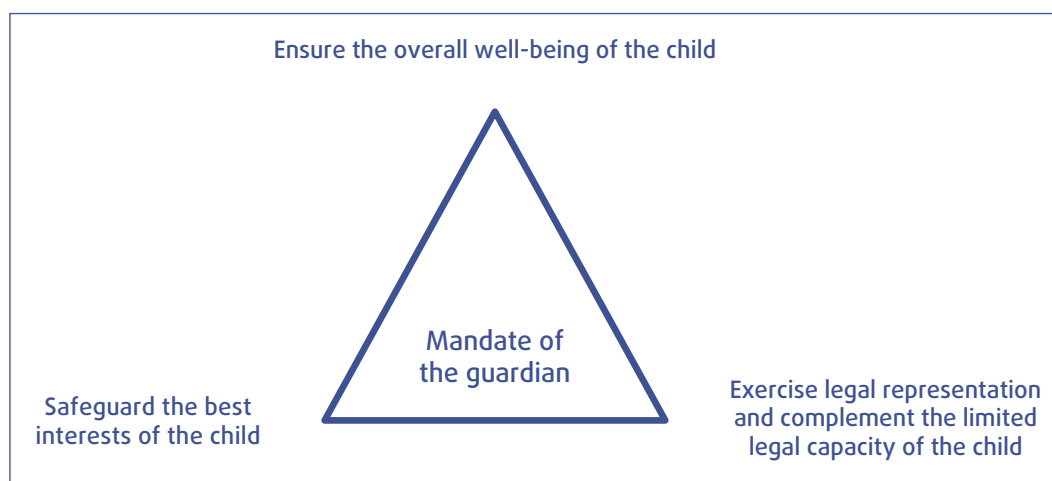 Ensure the overall well-being of the child
Mandate of
the guardian
Safeguard the best
interests of the child
Exercise legal representation
and complement the limited
legal capacity of the child